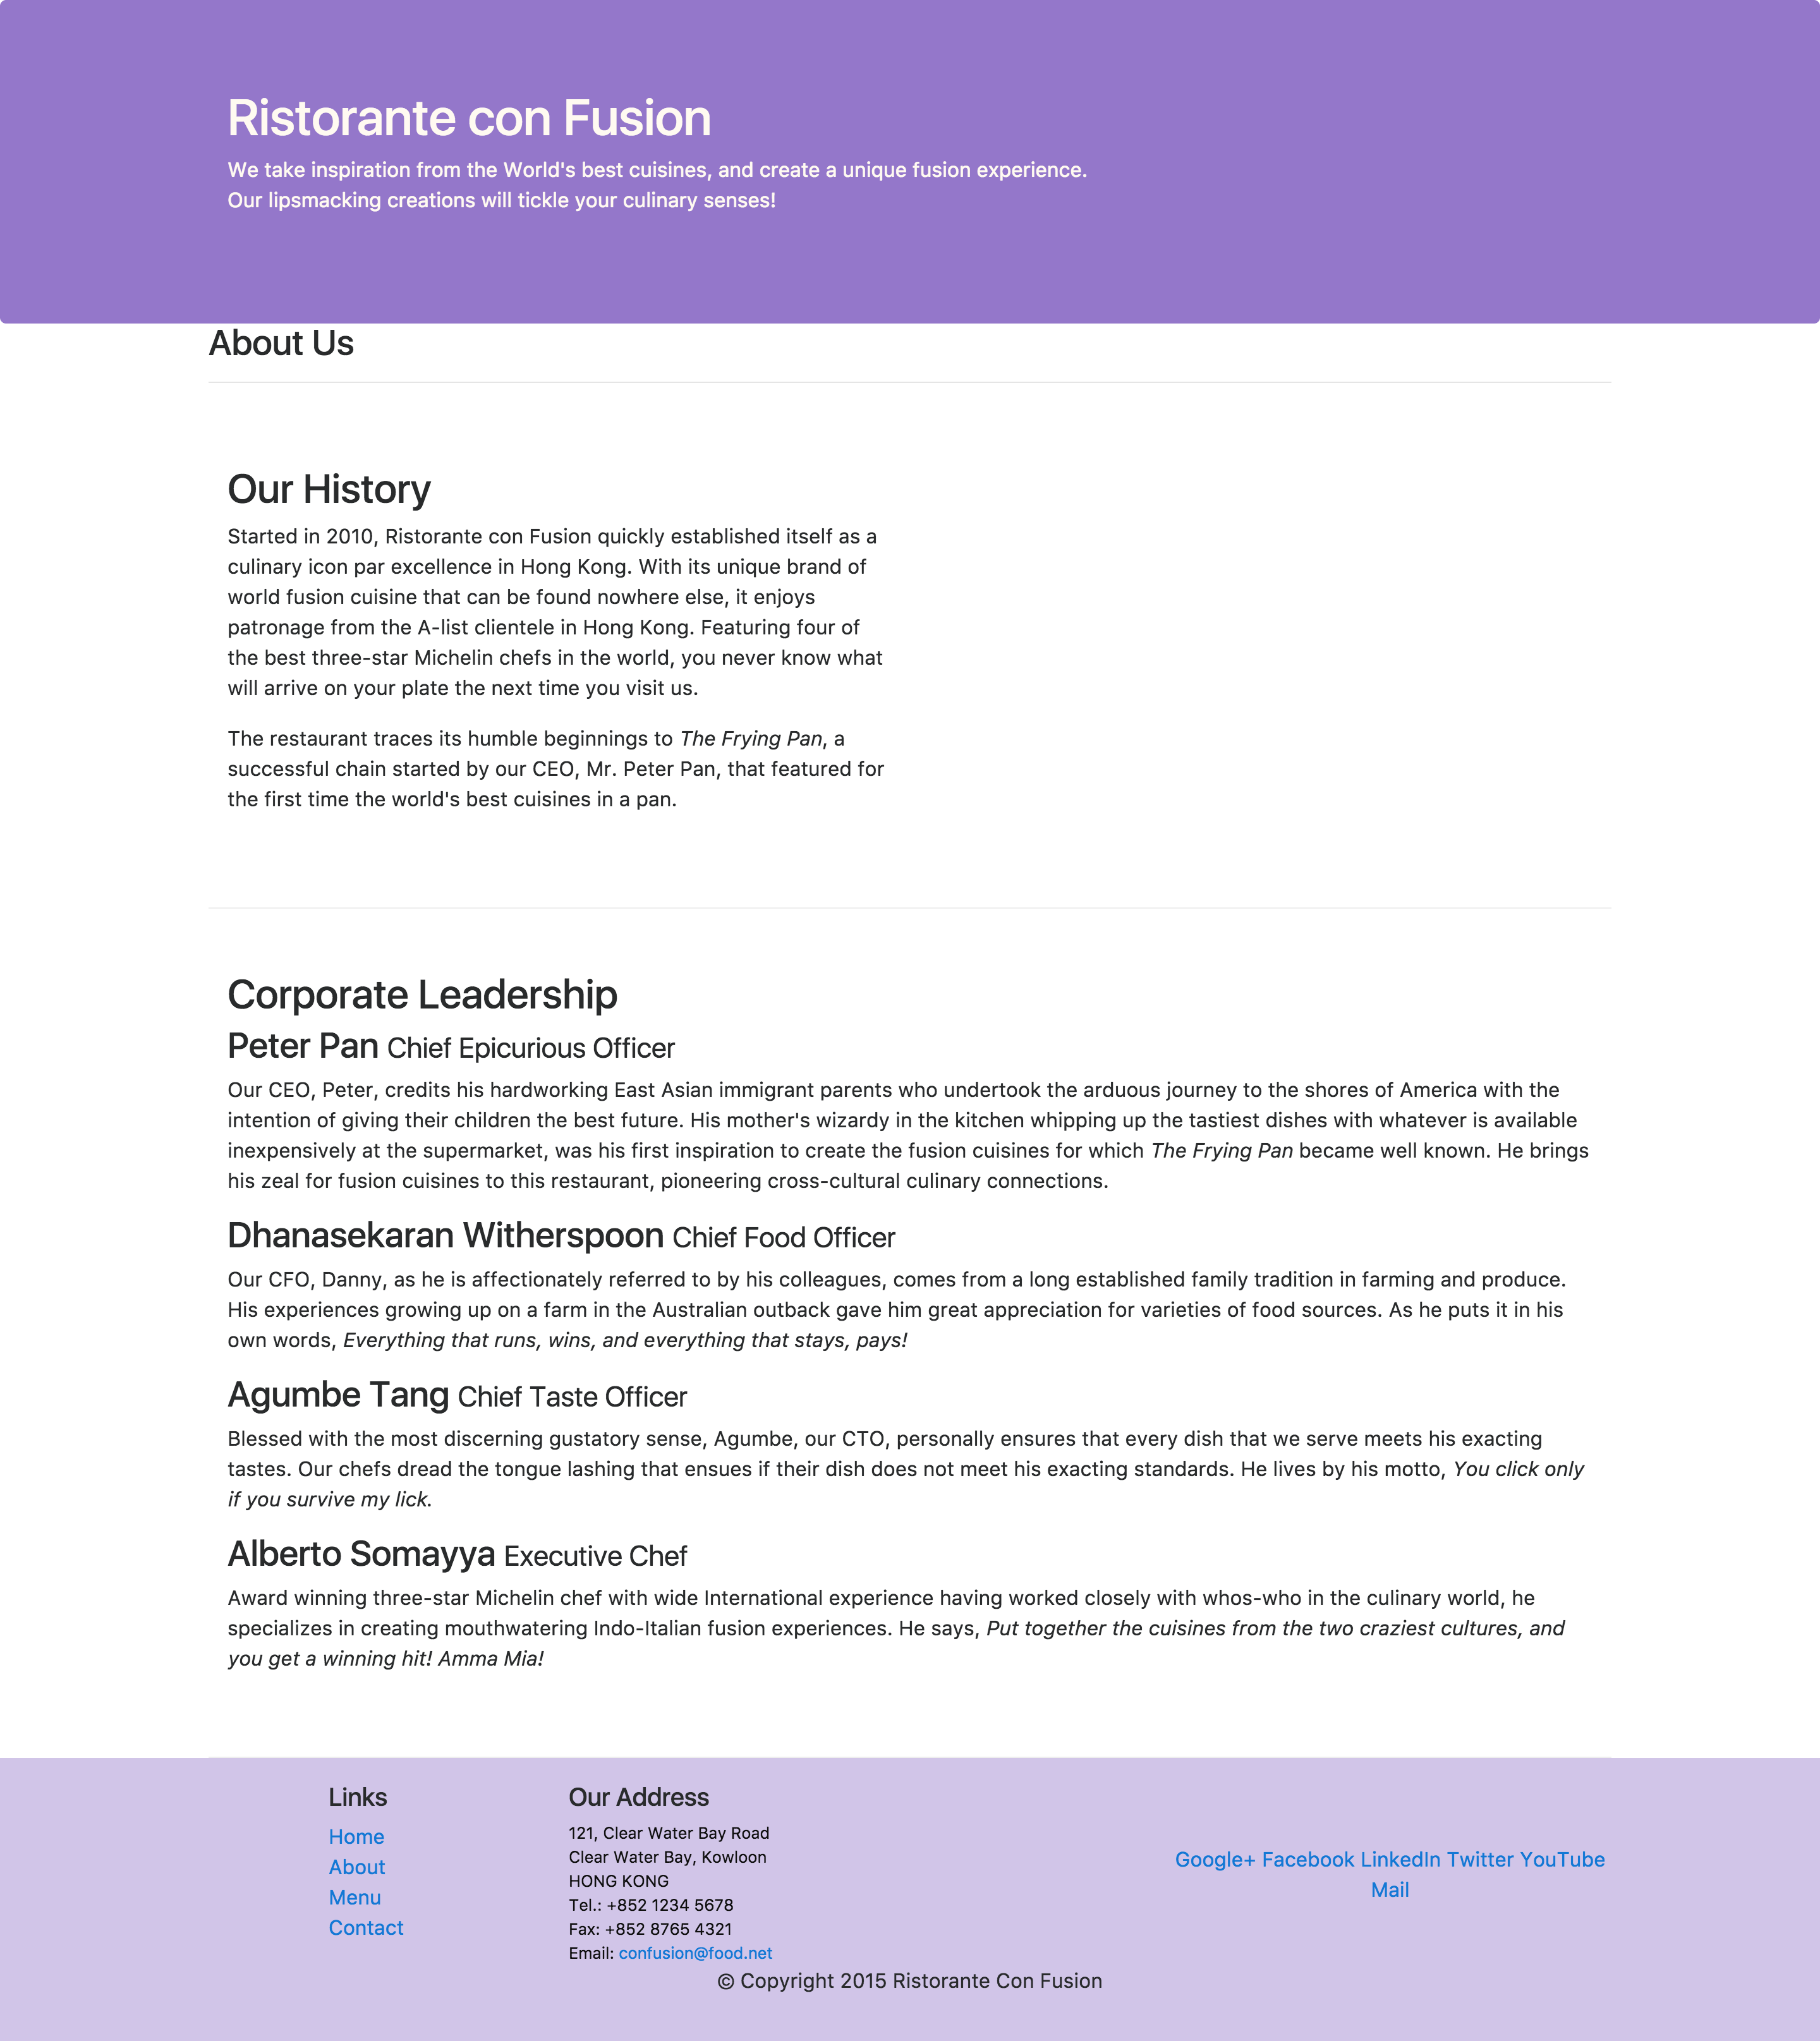 Ristorante con Fusion
We take inspiration from the World's best cuisines, and create a unique fusion experience.
Our lipsmacking creations will tickle your culinary senses!
About Us
Our History
Started in 2010, Ristorante con Fusion quickly established itself as a
culinary icon par excellence in Hong Kong. With its unique brand of
world fusion cuisine that can be found nowhere else, it enjoys
patronage from the A-list clientele in Hong Kong. Featuring four of
the best three-star Michelin chefs in the world, you never know what
will arrive on your plate the next time you visit us.
The restaurant traces its humble beginnings to The Frying Pan, a
successful chain started by our CEO, Mr. Peter Pan, that featured for
the first time the world's best cuisines in a pan.
Corporate Leadership
Peter Pan Chief Epicurious Officer
Our CEO, Peter, credits his hardworking East Asian immigrant parents who undertook the arduous journey to the shores of America with the
intention of giving their children the best future. His mother's wizardy in the kitchen whipping up the tastiest dishes with whatever is available
inexpensively at the supermarket, was his first inspiration to create the fusion cuisines for which The Frying Pan became well known. He brings
his zeal for fusion cuisines to this restaurant, pioneering cross-cultural culinary connections.
Dhanasekaran Witherspoon Chief Food Officer
Our CFO, Danny, as he is affectionately referred to by his colleagues, comes from a long established family tradition in farming and produce.
His experiences growing up on a farm in the Australian outback gave him great appreciation for varieties of food sources. As he puts it in his
own words, Everything that runs, wins, and everything that stays, pays!
Agumbe Tang Chief Taste Officer
Blessed with the most discerning gustatory sense, Agumbe, our CTO, personally ensures that every dish that we serve meets his exacting
tastes. Our chefs dread the tongue lashing that ensues if their dish does not meet his exacting standards. He lives by his motto, You click only
if you survive my lick.
Alberto Somayya Executive Chef
Award winning three-star Michelin chef with wide International experience having worked closely with whos-who in the culinary world, he
specializes in creating mouthwatering Indo-Italian fusion experiences. He says, Put together the cuisines from the two craziest cultures, and
you get a winning hit! Amma Mia!
Links
Home
About
Menu
Contact
Our Address
121, Clear Water Bay Road
Clear Water Bay, Kowloon
HONG KONG
Tel.: +852 1234 5678
Fax: +852 8765 4321
Email: confusion@food.net
Google+ Facebook LinkedIn Twitter YouTube
Mail
© Copyright 2015 Ristorante Con Fusion